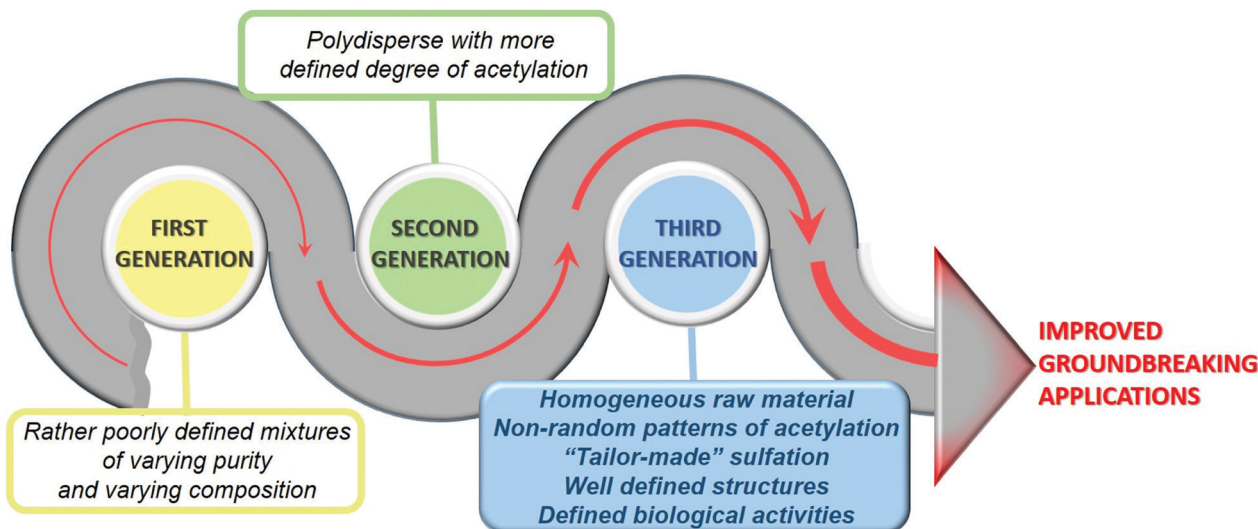 Polydisperse with more
defined degree of acetylation
FIRST
GENERATION
SECOND
GENERATION
THIRD
GENERATION
Rather poorly defined mixtures
of varying purity
and varying composition
Homogeneous raw material
Non-random patterns of acetylation
“Tailor-made” sulfation
Well defined structures
Defined biological activities
IMPROVED
GROUNDBREAKING
APPLICATIONS